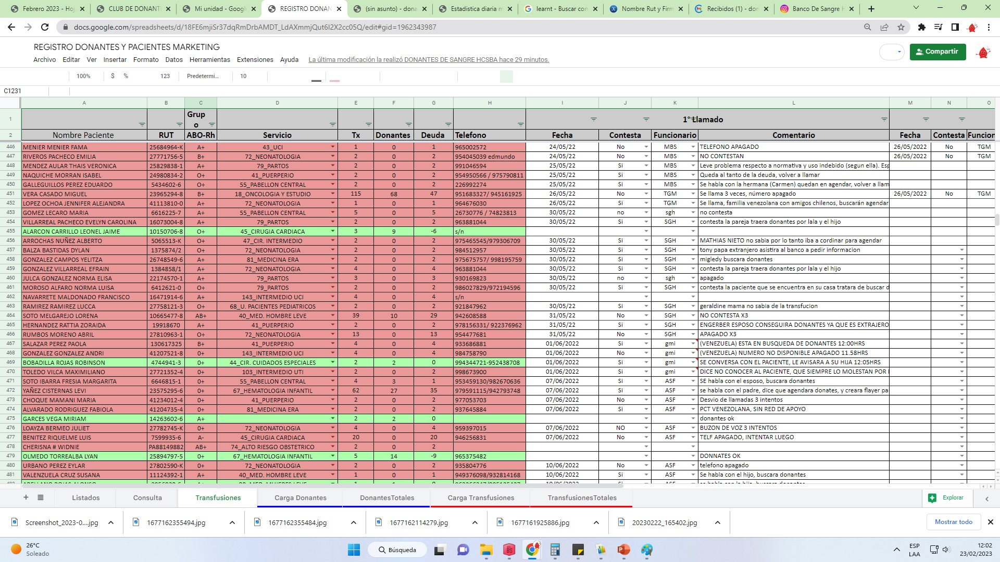 Febrero 2023 - Ho
CLUB DE DONANT
Mi unidad - Googl
REGISTRO DONAN
(sin asunto) - dona
Estadística diaria m
learnt - Buscar con
Nombre Rut y Firm
Recibidos (1) - don
Banco De Sangre H
docs.google.com/spreadsheets/d/18FE6mjiSr37dqRmDrbAMDT_LdAXmmjQut6I2X2cc05Q/edit#gid=1962343987
REGISTRO DONANTES Y PACIENTES MARKETING
Archivo Editar Ver Insertar Formato Datos Herramientas Extensiones Ayuda La última modificación la realizó DONANTES DE SANGRE HCSBA hace 29 minutos.
Compartir
100% $ % 123 Predetermi... 10
C1231
A B C D E F G H I J K L M N O
1 Grupo 1° Llamado
2 Nombre Paciente RUT ABO-Rh Servicio Tx Donantes Deuda Telefono Fecha Contesta Funcionario Comentario Fecha Contesta Funcion
446 MENIER MENIER FAMA 25684964-K A+ 43_UCI 1 0 1 965002572 24/05/22 No MBS TELEFONO APAGADO 26/05/2022 No TGM
447 RIVEROS PACHECO EMILIA 27771756-5 B+ 72_NEONATOLOGIA 2 0 2 954045039 edmundo 24/05/22 No MBS NO CONTESTAN 26/05/2022 No TGM
448 MENDEZ AULAR THAIS VERONICA 25829838-1 A+ 79_PARTOS 2 0 2 991046594 25/05/22 Si MBS Leve problema respecto a normativa y uso indebido (segun ella). Esp
449 NAQUICHE MORRAN ISABEL 24980834-2 O+ 41_PUERPERIO 2 0 2 954950566 / 975790811 25/05/22 Si MBS Queda al tanto de la deuda, volver a llamar
450 GALLEGUILLOS PEREZ EDUARDO 5434602-6 O+ 55_PABELLON CENTRAL 2 0 2 226992274 25/05/22 Si MBS Se habla con la hermana (Carmen) quedan en agendar, volver a llam
451 VERA CASADO MIGUEL 23965294-8 B+ 18_ONCOLOGIA Y ESTUDIO 115 68 47 951683327/ 945161925 26/05/22 No TGM Se llama 3 veces, número apagado 26/05/2022 No TGM
452 LOPEZ OCHOA JENNIFER ALEJANDRA 41113810-0 A+ 72_NEONATOLOGIA 1 0 1 964676030 26/05/22 Si TGM Se llama, familia venezolana con amigos chilenos, buscarán agendar
453 GOMEZ LECARO MARIA 6616225-7 A+ 55_PABELLON CENTRAL 5 0 5 26730776 / 74823813 30/05/22 no sgh no contesta
454 VILLARREAL PACHECO EVELYN CAROLINA 16073004-8 A+ 79_PARTOS 2 0 2 963881044 30/05/22 Si SGH contesta la pareja traera donantes por lala y el hijo
455 ALARCON CARRILLO LEONEL JAIME 10150706-8 O+ 45_CIRUGIA CARDIACA 3 9 -6 s/n
456 ARROCHAS NUÑEZ ALBERTO 5065513-K O+ 47_CIR. INTERMEDIO 2 0 2 975465545/979306709 30/05/22 Si SGH MATHIAS NIETO no sabia por lo tanto iba a cordinar para agendar
457 BALZA BASTIDAS DYLAN 1375874/2 O+ 72_NEONATOLOGIA 2 0 2 984512957 30/05/22 Si SGH tony papa extranjero asistira al banco a pedir informacion
458 GONZALEZ CAMPOS YELITZA 26748549-6 A+ 81_MEDICINA ERA 2 0 2 975675757/ 998195759 30/05/22 Si SGH migledy buscara donantes
459 GONZALEZ VILLARREAL EFRAIN 1384858/1 A+ 72_NEONATOLOGIA 4 0 4 963881044 30/05/22 Si SGH contesta la pareja traera donantes por lala y el hijo
460 JULCA GONZALEZ NORMA ELISA 22174570-1 A+ 79_PARTOS 3 0 3 930169823 30/05/22 no sgh apagado
461 MOROSO ALFARO NORMA LUISA 6412621-0 O+ 79_PARTOS 2 0 2 986027829/972194596 30/05/22 Si SGH contesta la paciente que se encuentra en su casa tratara de buscar d
462 NAVARRETE MALDONADO FRANCISCO 16471914-6 A+ 143_INTERMEDIO UCI 4 0 4 s/n
463 RAMIREZ RAMIREZ LUCCA 27758121-3 O+ 68_U. PACIENTES PEDIATRICOS 2 0 2 921847962 30/05/22 Si SGH geraldine mama no sabia de la transfucion
464 SOTO MELGAREJO LORENA 10665477-8 AB+ 40_MED. HOMBRE LEVE 39 10 29 942608588 31/05/22 No SGH NO CONTESTA X3
465 HERNANDEZ RATTIA ZORAIDA 19918670 A+ 41_PUERPERIO 2 0 2 978156331/ 922376962 31/05/22 Si SGH ENGERBER ESPOSO CONSEGUIRA DONANTES YA QUE ES EXTRAJERO
466 RUMBOS MORENO ABRIL 27810963-1 O+ 72_NEONATOLOGIA 13 0 13 954477681 31/05/22 No SGH APAGADO X3
467 SALAZAR PEREZ PAOLA 130617325 B+ 41_PUERPERIO 4 0 4 933686881 01/06/2022 Si gmi (VENEZUELA) ESTA EN BUSQUEDA DE DONANTES 12:00HRS
468 GONZALEZ GONZALEZ ANDRI 41207521-8 0+ 143_INTERMEDIO UCI 4 0 4 984758790 01/06/2022 No gmi (VENEZUELA) NUMERO NO DISPONIBLE APAGADO 11.58HRS
469 BOBADILLA ROJAS ROBINSON 4744941-3 0+ 44_CIR. CUIDADOS ESPECIALES 2 2 0 994344721-952438708 01/06/2022 Si gmi SE CONVERSA CON EL PACIENTE, LE AVISARA A SU HIJA 12:05HRS
470 TOLEDO VILCA MAXIMILIANO 27721352-4 0+ 103_INTERMEDIO UTI 2 0 2 998673900 01/06/2022 Si gmi DICE NO CONOCER AL PACIENTE, QUE SIEMPRE LO MOLESTAN POR
471 SOTO IBARRA FRESIA MARGARITA 6646815-1 0+ 55_PABELLON CENTRAL 4 3 1 953459130/982670636 07/06/2022 Si ASF SE habla con el esposo, buscara donantes
472 YAÑEZ CISTERNAS LEVI 23575295-6 0+ 67_HEMATOLOGIA INFANTIL 62 27 35 979591115/942793748 07/06/2022 Si ASF se habla con el padre, dice que agendara donates, y creara flayer pa
473 CHOQUE MAMANI MARIA 41234012-4 0+ 41_PUERPERIO 2 0 2 977053703 07/06/2022 No ASF Desvio de llamadas 3 intentos
474 ALVARADO RODRIGUEZ FABIOLA 41204735-4 0+ 81_MEDICINA ERA 2 0 2 937645884 07/06/2022 Si ASF PCT VENEZOLANA, SIN RED DE APOYO
475 GARCES VEGA MIRIAM 14263602-6 A+ 2 2 0 donantes ok
476 LOAYZA BERMEO JULIET 27782745-K 0+ 72_NEONATOLOGIA 4 0 4 959397015 07/06/2022 NO ASF BUZON DE VOZ 3 INTENTOS
477 BENITEZ RIQUELME LUIS 7599935-6 A- 45_CIRUGIA CARDIACA 20 0 20 946256831 07/06/2022 No ASF TELF APAGADO, INTENTAR LUEGO
478 CHERISNA # WIDNIE PA88149882 AB+ 74_ALTO RIESGO OBSTETRICO 2 0 2
479 OLMEDO TORREALBA LYAN 25894797-5 0+ 67_HEMATOLOGIA INFANTIL 5 14 -9 965375482 DONNATES OK
480 URBANO PEREZ EYLAR 27802590-K 0+ 72_NEONATOLOGIA 2 0 2 935804776 10/06/2022 No ASF telefono apagado
481 VALENZUELA CRUZ SUSANA 11124392-1 A+ 40_MED. HOMBRE LEVE 1 0 1 949376098/932814168 10/06/2022 Si ASF Se habla con el hijo, buscara donantes
Listados Consulta Transfusiones Carga Donantes DonantesTotales Carga Transfusiones TransfusionesTotales Explorar
Screenshot_2023-0....jpg 1677162355494.jpg 1677162355484.jpg 1677162114279.jpg 1677161925886.jpg 20230222_165402.jpg Mostrar todo
26°C
Soleado
Búsqueda
ESP
LAA
12:02
23/02/2023